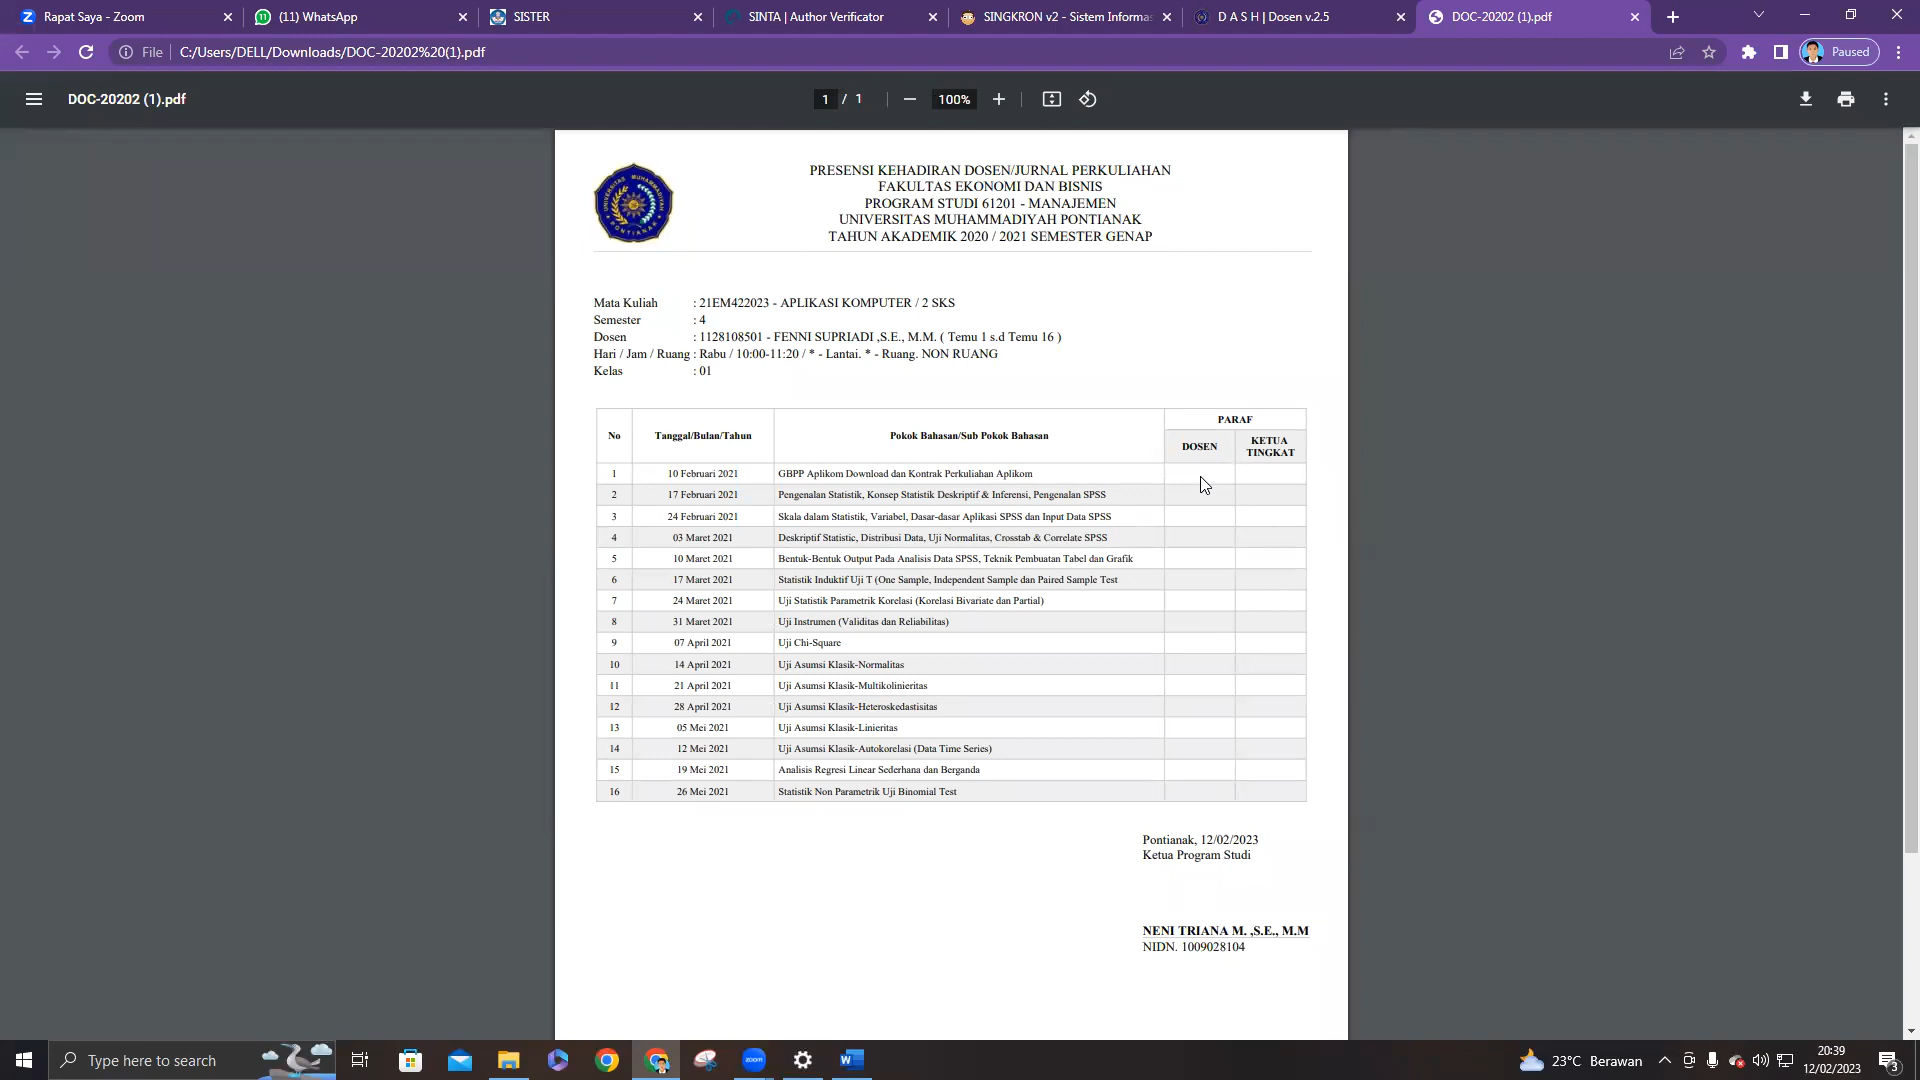 Rapat Saya - Zoom
(11) WhatsApp
SISTER
SINTA | Author Verificator
SINGKRON v2 - Sistem Informas
D A S H | Dosen v.2.5
DOC-20202 (1).pdf
File C:/Users/DELL/Downloads/DOC-20202%20(1).pdf
Paused
DOC-20202 (1).pdf
1 / 1
100%
UNIVERSITAS MUHAMMADIYAH
PONTIANAK
PRESENSI KEHADIRAN DOSEN/JURNAL PERKULIAHAN
FAKULTAS EKONOMI DAN BISNIS
PROGRAM STUDI 61201 - MANAJEMEN
UNIVERSITAS MUHAMMADIYAH PONTIANAK
TAHUN AKADEMIK 2020 / 2021 SEMESTER GENAP
Mata Kuliah : 21EM422023 - APLIKASI KOMPUTER / 2 SKS
Semester : 4
Dosen : 1128108501 - FENNI SUPRIADI ,S.E., M.M. ( Temu 1 s.d Temu 16 )
Hari / Jam / Ruang : Rabu / 10:00-11:20 / * - Lantai. * - Ruang. NON RUANG
Kelas : 01
No Tanggal/Bulan/Tahun Pokok Bahasan/Sub Pokok Bahasan PARAF
DOSEN KETUA TINGKAT
1 10 Februari 2021 GBPP Aplikom Download dan Kontrak Perkuliahan Aplikom
2 17 Februari 2021 Pengenalan Statistik, Konsep Statistik Deskriptif & Inferensi, Pengenalan SPSS
3 24 Februari 2021 Skala dalam Statistik, Variabel, Dasar-dasar Aplikasi SPSS dan Input Data SPSS
4 03 Maret 2021 Deskriptif Statistic, Distribusi Data, Uji Normalitas, Crosstab & Correlate SPSS
5 10 Maret 2021 Bentuk-Bentuk Output Pada Analisis Data SPSS, Teknik Pembuatan Tabel dan Grafik
6 17 Maret 2021 Statistik Induktif Uji T (One Sample, Independent Sample dan Paired Sample Test
7 24 Maret 2021 Uji Statistik Parametrik Korelasi (Korelasi Bivariate dan Partial)
8 31 Maret 2021 Uji Instrumen (Validitas dan Reliabilitas)
9 07 April 2021 Uji Chi-Square
10 14 April 2021 Uji Asumsi Klasik-Normalitas
11 21 April 2021 Uji Asumsi Klasik-Multikolinieritas
12 28 April 2021 Uji Asumsi Klasik-Heteroskedastisitas
13 05 Mei 2021 Uji Asumsi Klasik-Linieritas
14 12 Mei 2021 Uji Asumsi Klasik-Autokorelasi (Data Time Series)
15 19 Mei 2021 Analisis Regresi Linear Sederhana dan Berganda
16 26 Mei 2021 Statistik Non Parametrik Uji Binomial Test
Pontianak, 12/02/2023
Ketua Program Studi
NENI TRIANA M. ,S.E., M.M
NIDN. 1009028104
Type here to search
zoom
23°C Berawan
20:39
12/02/2023
3